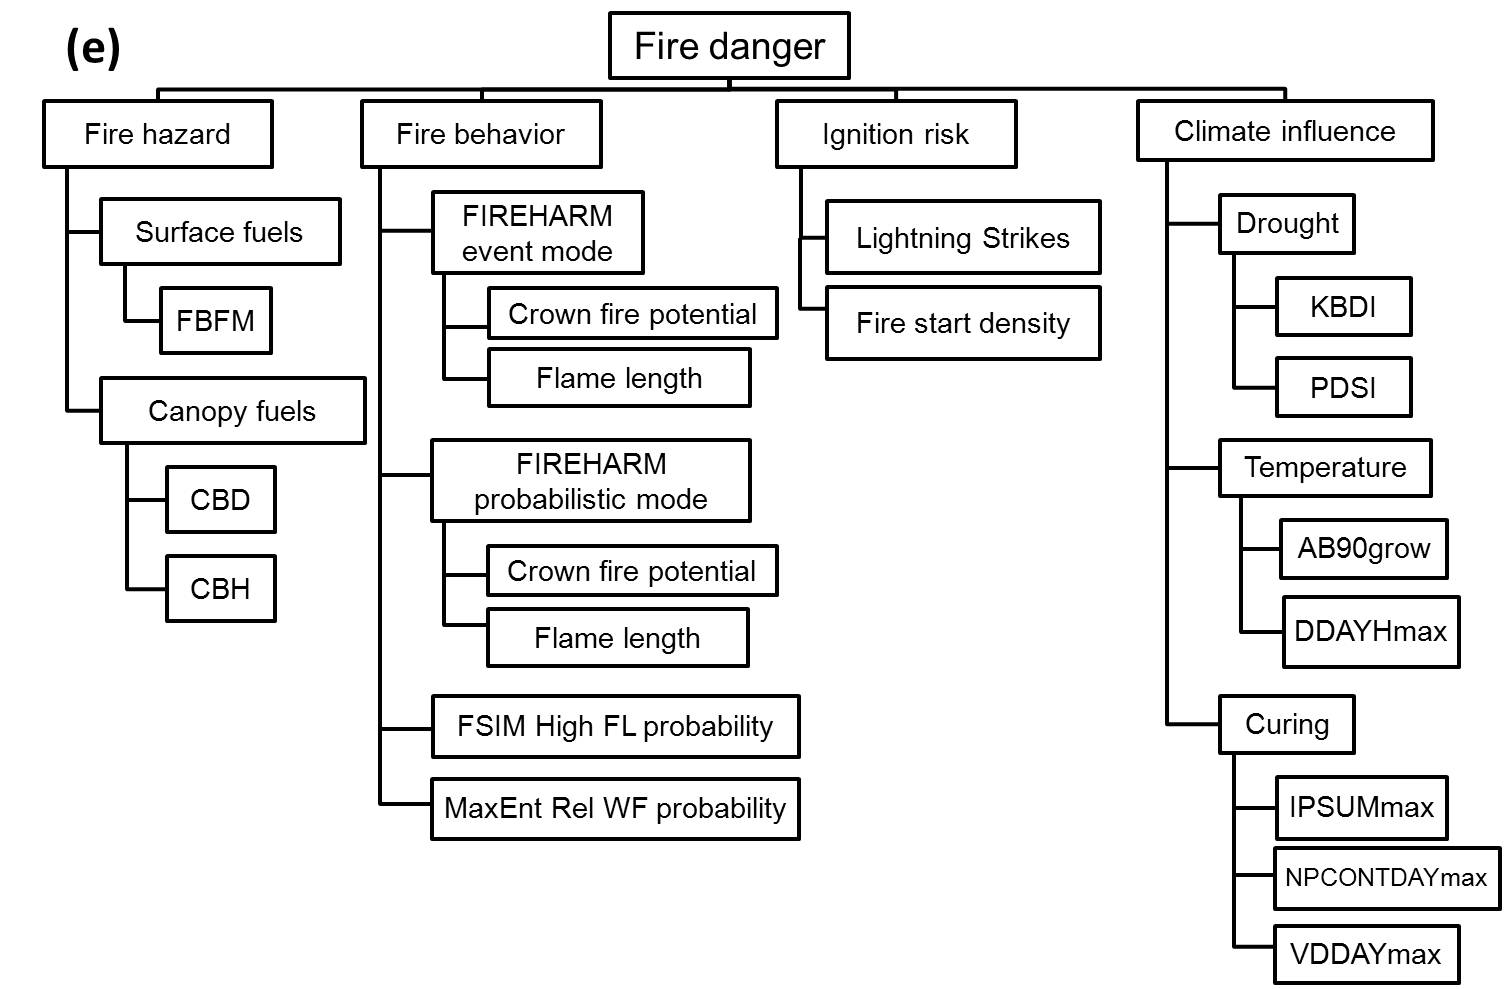 (e)
Fire danger
Fire hazard
Surface fuels
FBFM
Canopy fuels
CBD
CBH
Fire behavior
FIREHARM
event mode
Crown fire potential
Flame length
FIREHARM
probabilistic mode
Crown fire potential
Flame length
FSIM High FL probability
MaxEnt Rel WF probability
Ignition risk
Lightning Strikes
Fire start density
Climate influence
Drought
KBDI
PDSI
Temperature
AB90grow
DDAYHmax
Curing
IPSUMmax
NPCONTDAYmax
VDDAYmax